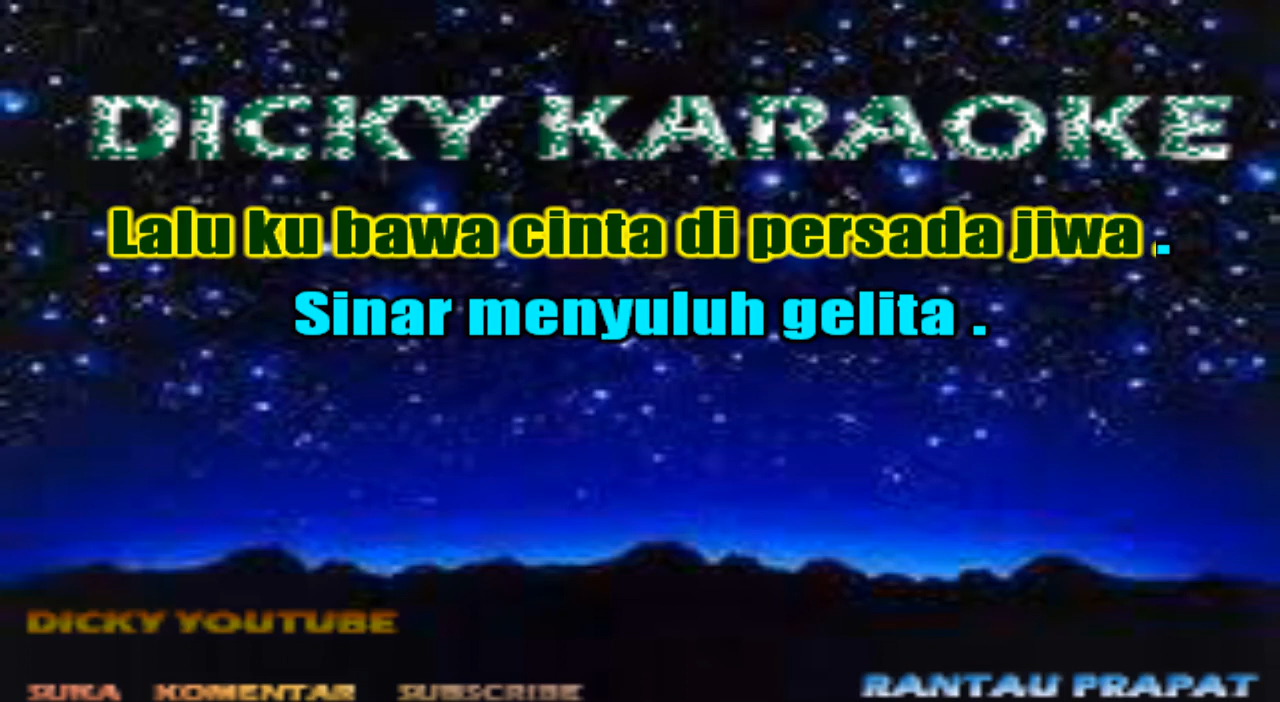 DICKY KARAOKE
Lalu ku bawa cinta di persada jiwa .
Sinar menyuluh gelita .
DICKY YOUTUBE
SUKA KOMENTAR SUBSCRIBE
RANTAU PRAPAT